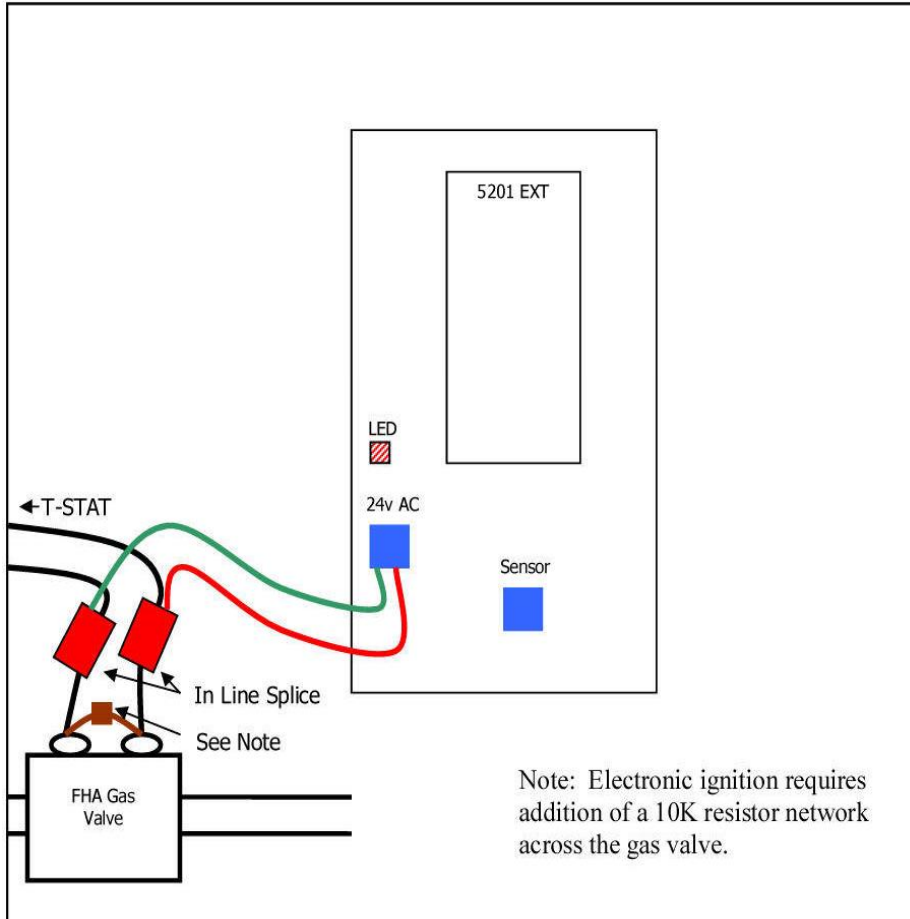 5201 EXT
LED
24v AC
T-STAT
Sensor
In Line Splice
See Note
FHA Gas
Valve
Note: Electronic ignition requires
addition of a 10K resistor network
across the gas valve.